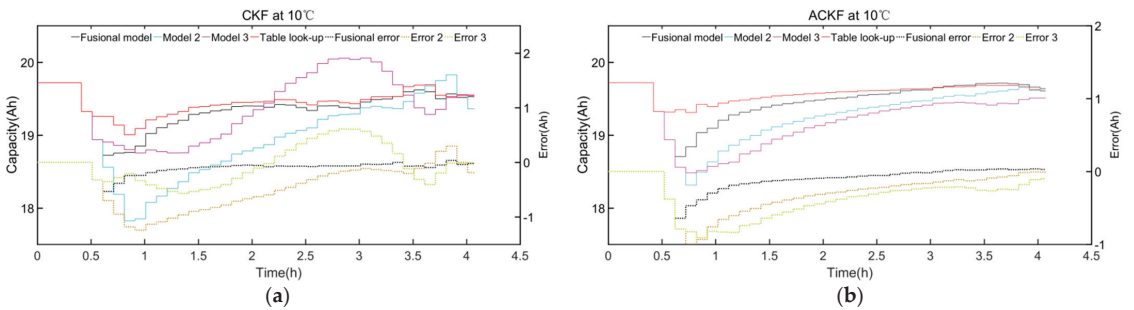 CKF at 10℃
Fusional model Model 2 Model 3 Table look-up Fusional error Error 2 Error 3
20
19
18
Capacity(Ah)
2
1
0
-1
Error(Ah)
0 0.5 1 1.5 2 2.5 3 3.5 4 4.5
Time(h)
(a)
ACKF at 10℃
Fusional model Model 2 Model 3 Table look-up Fusional error Error 2 Error 3
20
19
18
Capacity(Ah)
2
1
0
-1
Error(Ah)
0 0.5 1 1.5 2 2.5 3 3.5 4 4.5
Time(h)
(b)